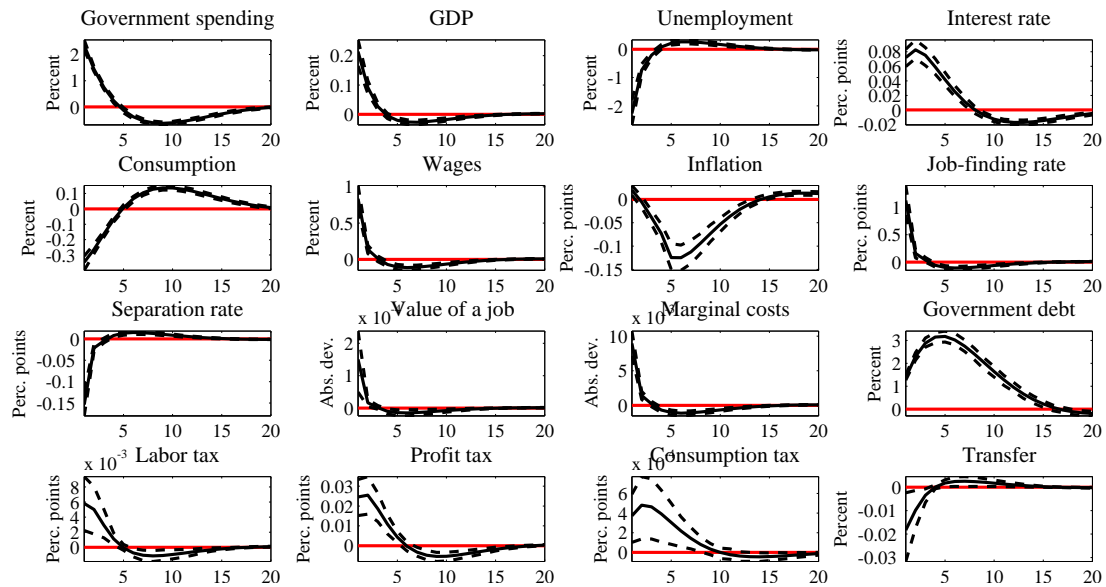 Government spending
Percent
2
1
0
5 10 15 20
GDP
Percent
0.2
0.1
0
5 10 15 20
Unemployment
Percent
0
-1
-2
5 10 15 20
Interest rate
Perc. points
0.08
0.06
0.04
0.02
0
-0.02
5 10 15 20
Consumption
Percent
0.1
0
-0.1
-0.2
-0.3
5 10 15 20
Wages
Percent
1
0.5
0
5 10 15 20
Inflation
Perc. points
0
-0.05
-0.1
-0.15
5 10 15 20
Job-finding rate
Perc. points
1
0.5
0
5 10 15 20
Separation rate
Perc. points
0
-0.05
-0.1
-0.15
5 10 15 20
x 10
Value of a job
Abs. dev.
2
1
0
5 10 15 20
x 10
Marginal costs
Abs. dev.
10
5
0
5 10 15 20
Government debt
Percent
3
2
1
0
5 10 15 20
x 10⁻³
Labor tax
Perc. points
8
6
4
2
0
5 10 15 20
Profit tax
Perc. points
0.03
0.02
0.01
0
5 10 15 20
x 10
Consumption tax
Perc. points
6
4
2
0
5 10 15 20
Transfer
Percent
0
-0.01
-0.02
-0.03
5 10 15 20